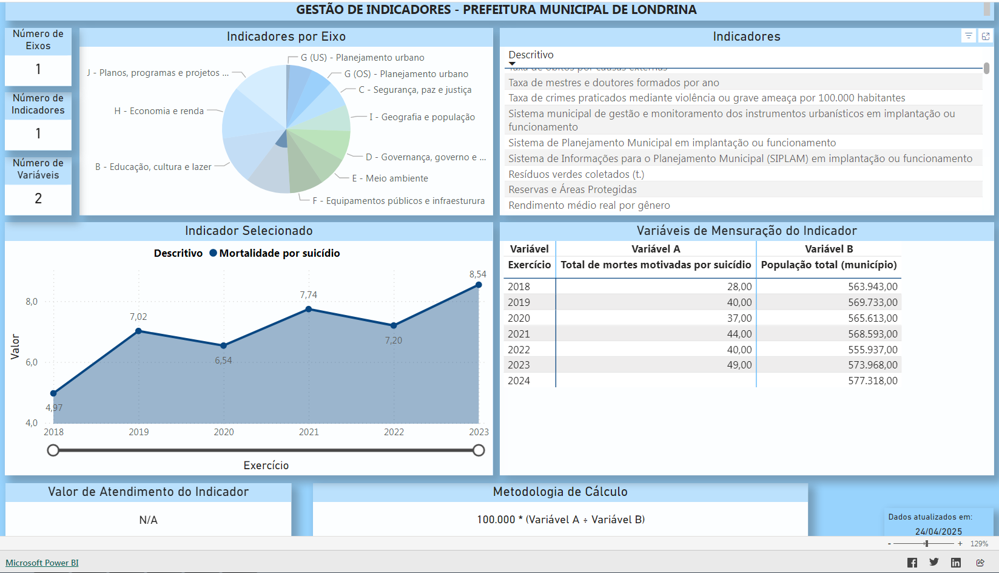 GESTÃO DE INDICADORES - PREFEITURA MUNICIPAL DE LONDRINA
Número de
Eixos
1
Número de
Indicadores
1
Número de
Variáveis
2
Indicadores por Eixo
G (US) - Planejamento urbano
G (OS) - Planejamento urbano
C - Segurança, paz e justiça
I - Geografia e população
D - Governança, governo e ...
E - Meio ambiente
F - Equipamentos públicos e infraesturura
B - Educação, cultura e lazer
H - Economia e renda
J - Planos, programas e projetos ...
Indicadores
Descritivo
Taxa de óbitos por causas externas
Taxa de mestres e doutores formados por ano
Taxa de crimes praticados mediante violência ou grave ameaça por 100.000 habitantes
Sistema municipal de gestão e monitoramento dos instrumentos urbanísticos em implantação ou
funcionamento
Sistema de Planejamento Municipal em implantação ou funcionamento
Sistema de Informações para o Planejamento Municipal (SIPLAM) em implantação ou funcionamento
Resíduos verdes coletados (t.)
Reservas e Áreas Protegidas
Rendimento médio real por gênero
Indicador Selecionado
Descritivo Mortalidade por suicídio
Valor
8,0
6,0
4,0
4,97
7,02
6,54
7,74
7,20
8,54
2018 2019 2020 2021 2022 2023
Exercício
Variáveis de Mensuração do Indicador
Variável Variável A Variável B
Exercício Total de mortes motivadas por suicídio População total (município)
2018 28,00 563.943,00
2019 40,00 569.733,00
2020 37,00 565.613,00
2021 44,00 568.593,00
2022 40,00 555.937,00
2023 49,00 573.968,00
2024 577.318,00
Valor de Atendimento do Indicador
N/A
Metodologia de Cálculo
100.000 * (Variável A ÷ Variável B)
Dados atualizados em:
24/04/2025
- + 129%
Microsoft Power BI